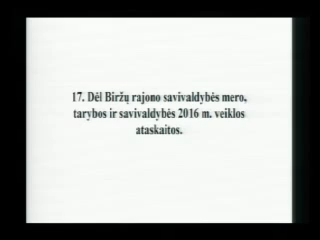 17. Dėl Biržų rajono savivaldybės mero,
tarybos ir savivaldybės 2016 m. veiklos
ataskaitos.